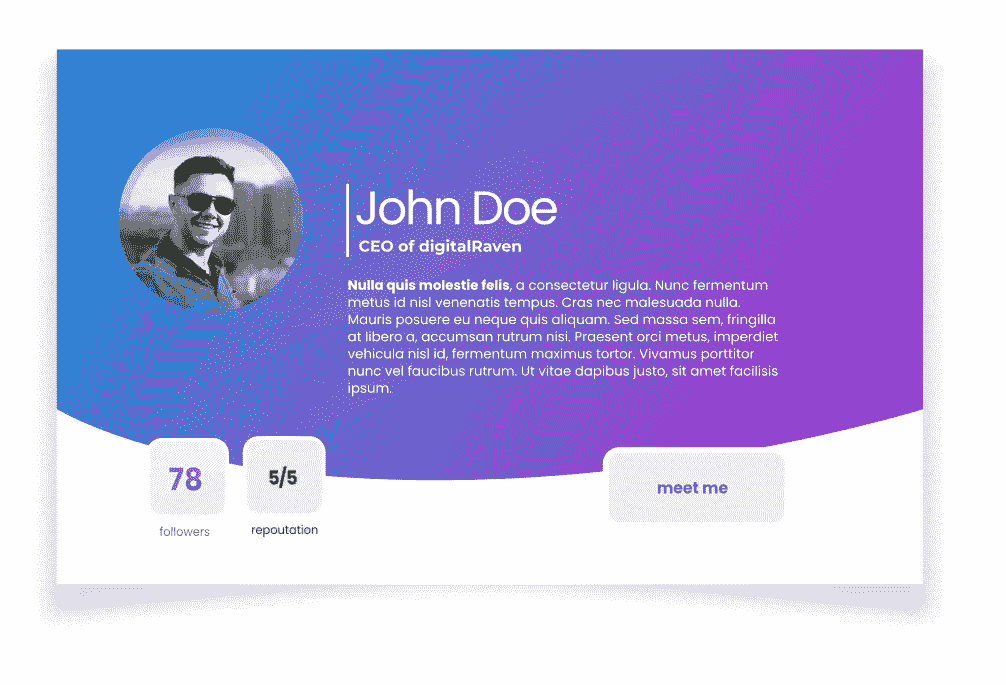 John Doe
CEO of digitalRaven
Nulla quis molestie felis, a consectetur ligula. Nunc fermentum
metus id nisl venenatis tempus. Cras nec malesuada nulla.
Mauris posuere eu neque quis aliquam. Sed massa sem, fringilla
at libero a, accumsan rutrum nisi. Praesent orci metus, imperdiet
vehicula nisl id, fermentum maximus tortor. Vivamus porttitor
nunc vel faucibus rutrum. Ut vitae dapibus justo, sit amet facilisis
ipsum.
78
followers
5/5
repoutation
meet me